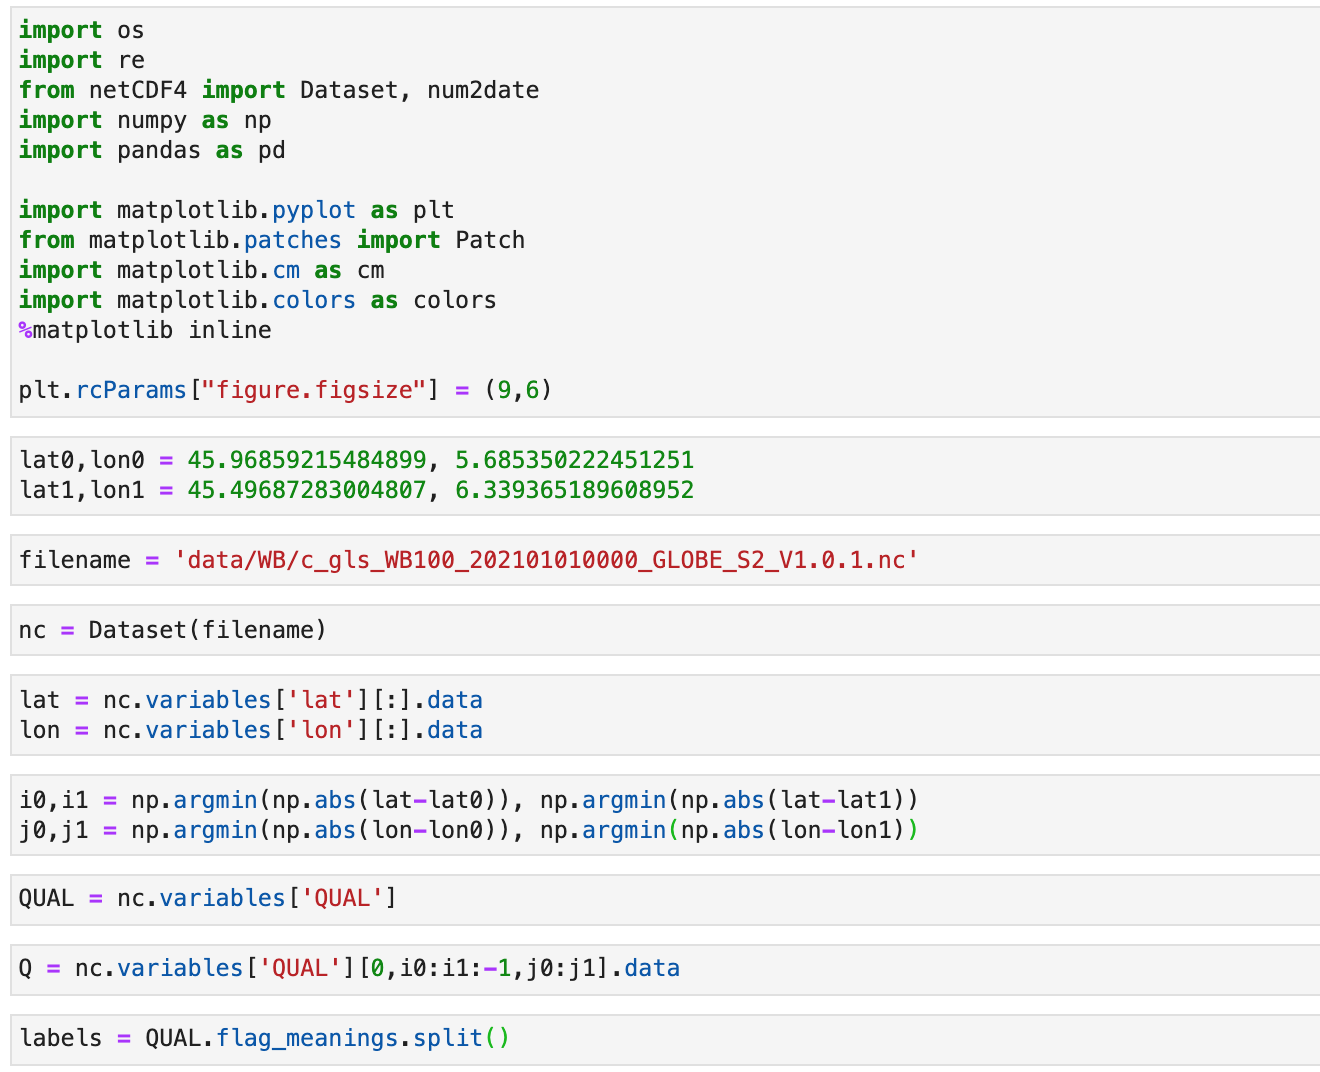 import os
import re
from netCDF4 import Dataset, num2date
import numpy as np
import pandas as pd
import matplotlib.pyplot as plt
from matplotlib.patches import Patch
import matplotlib.cm as cm
import matplotlib.colors as colors
%matplotlib inline
plt.rcParams["figure.figsize"] = (9,6)
lat0,lon0 = 45.96859215484899, 5.685350222451251
lat1,lon1 = 45.49687283004807, 6.339365189608952
filename = 'data/WB/c_gls_WB100_202101010000_GLOBE_S2_V1.0.1.nc'
nc = Dataset(filename)
lat = nc.variables['lat'][:].data
lon = nc.variables['lon'][:].data
i0,i1 = np.argmin(np.abs(lat-lat0)), np.argmin(np.abs(lat-lat1))
j0,j1 = np.argmin(np.abs(lon-lon0)), np.argmin(np.abs(lon-lon1))
QUAL = nc.variables['QUAL']
Q = nc.variables['QUAL'][0,i0:i1:-1,j0:j1].data
labels = QUAL.flag_meanings.split()